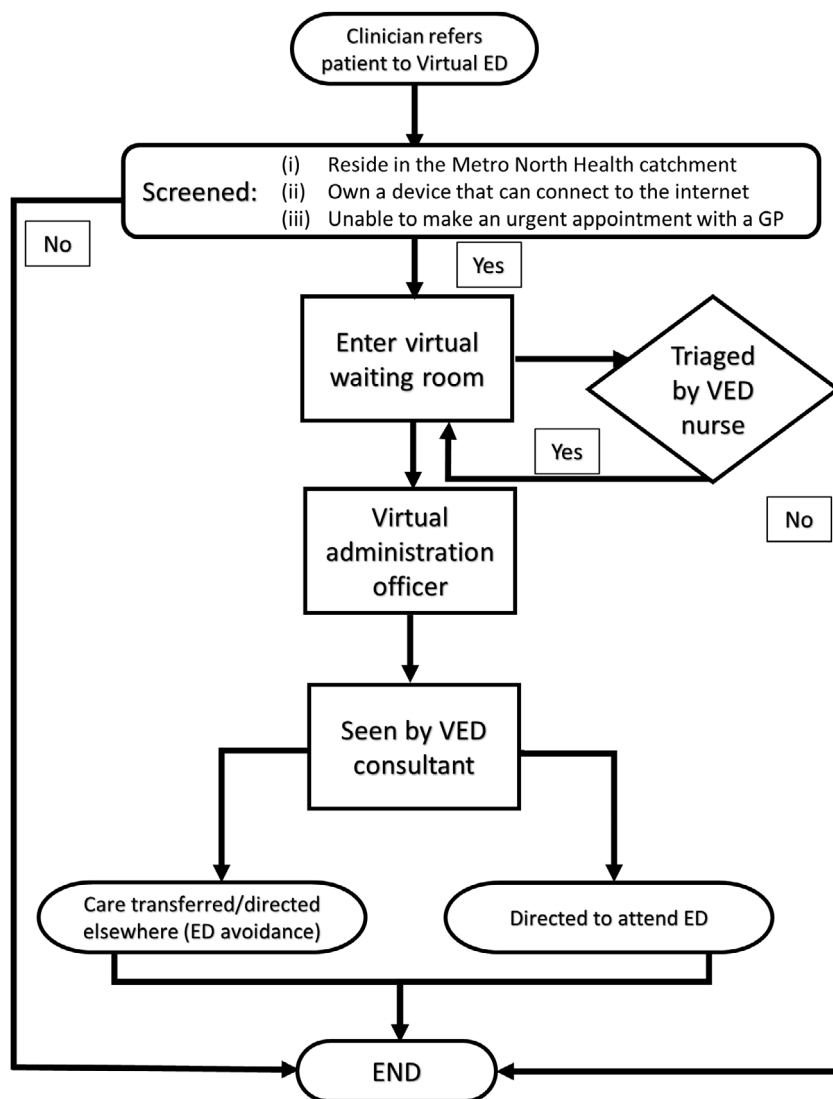 Clinician refers
patient to Virtual ED
Screened:
(i) Reside in the Metro North Health catchment
(ii) Own a device that can connect to the internet
(iii) Unable to make an urgent appointment with a GP
No
Yes
Enter virtual
waiting room
Triaged
by VED
nurse
Yes
No
Virtual
administration
officer
Seen by VED
consultant
Care transferred/directed
elsewhere (ED avoidance)
Directed to attend ED
END